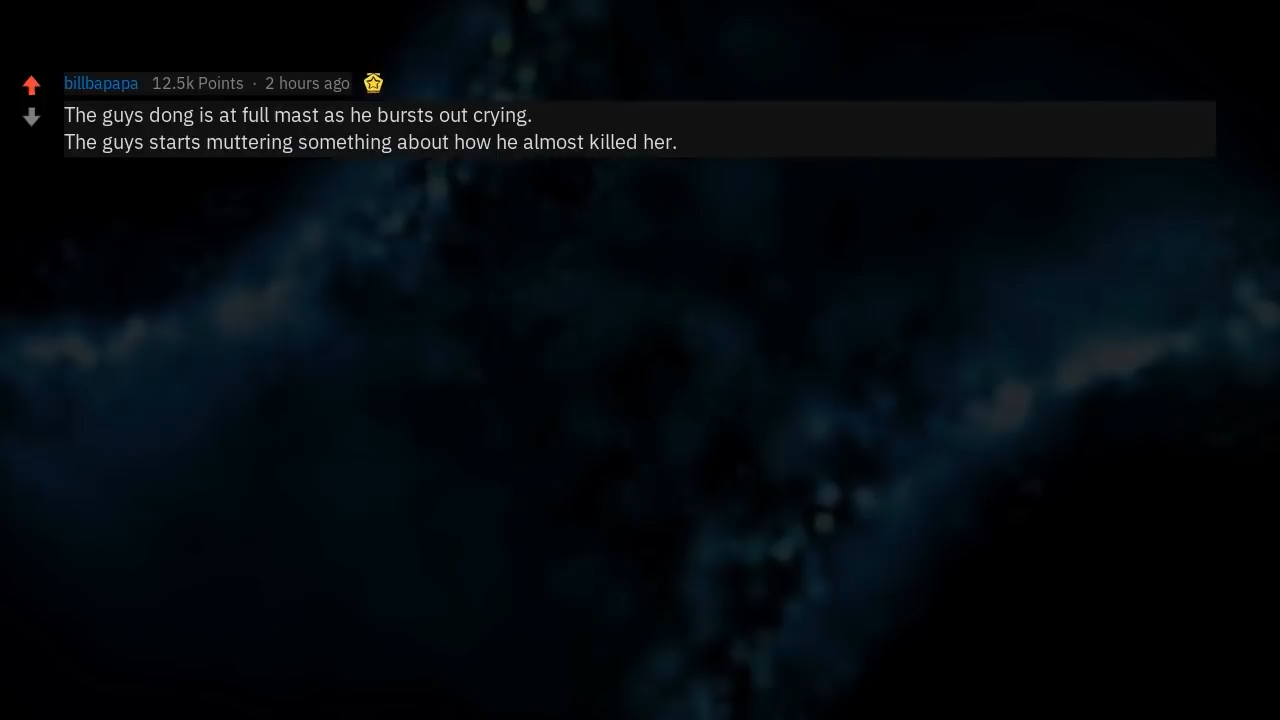 billbapapa 12.5k Points · 2 hours ago
The guys dong is at full mast as he bursts out crying.
The guys starts muttering something about how he almost killed her.